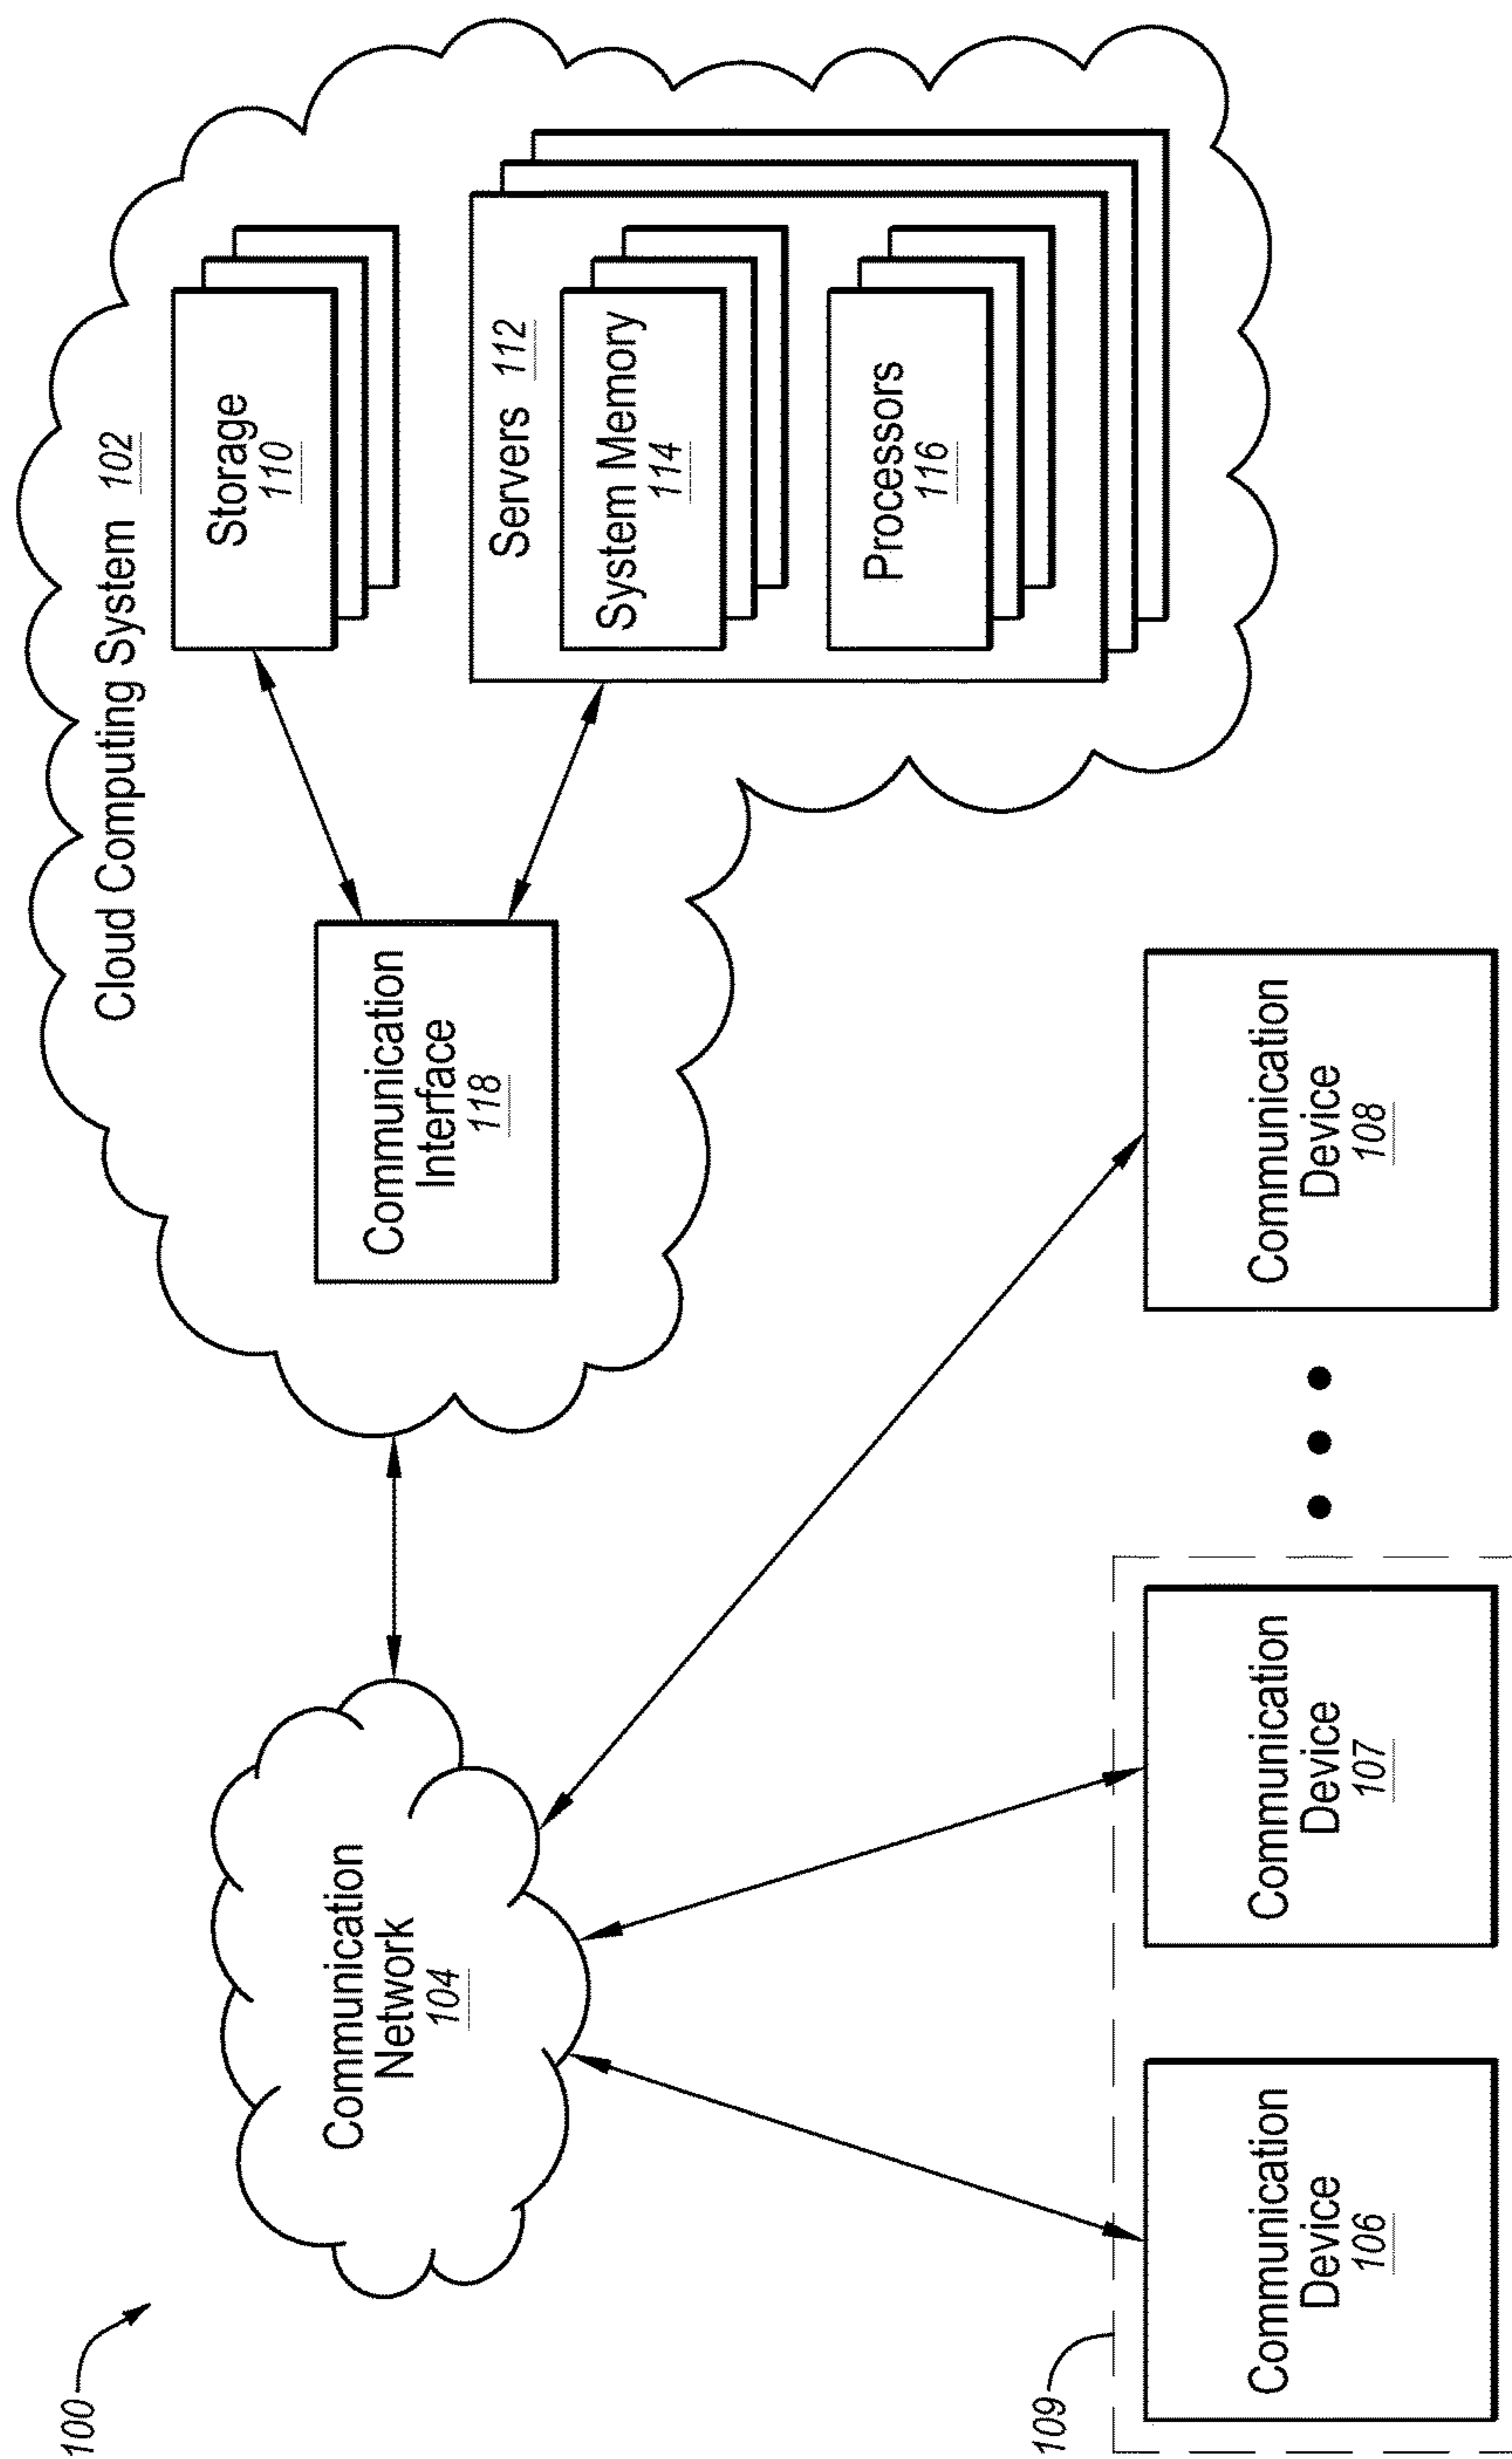 100
Cloud Computing System 102
Storage
110
Servers 112
System Memory
114
Processors
116
Communication
Interface
118
Communication
Network
104
109
Communication
Device
106
Communication
Device
107
Communication
Device
108